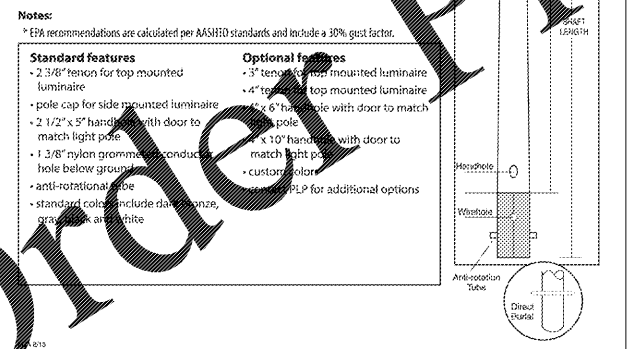 Notes:
* EPA recommendations are calculated per AASHTO standards and include a 30% gust factor.
Standard features
• 2 3/8" tenon for top mounted
luminaire
• pole cap for side mounted luminaire
• 2 1/2" x 5" handhole with door to
match light pole
• 1 3/8" nylon grommeted conductor
hole below ground
• anti-rotational tube
• standard colors include dark bronze,
gray, black and white
Optional features
• 3" tenon for top mounted luminaire
• 4" tenon for top mounted luminaire
x 6" handhole with door to match
light pole
x 10" handhole with door to
match light pole
• custom colors
• contact PLP for additional options
SHAFT
LENGTH
Handhole
Wirehole
Anti-rotation
Tube
Direct
Burial
Order